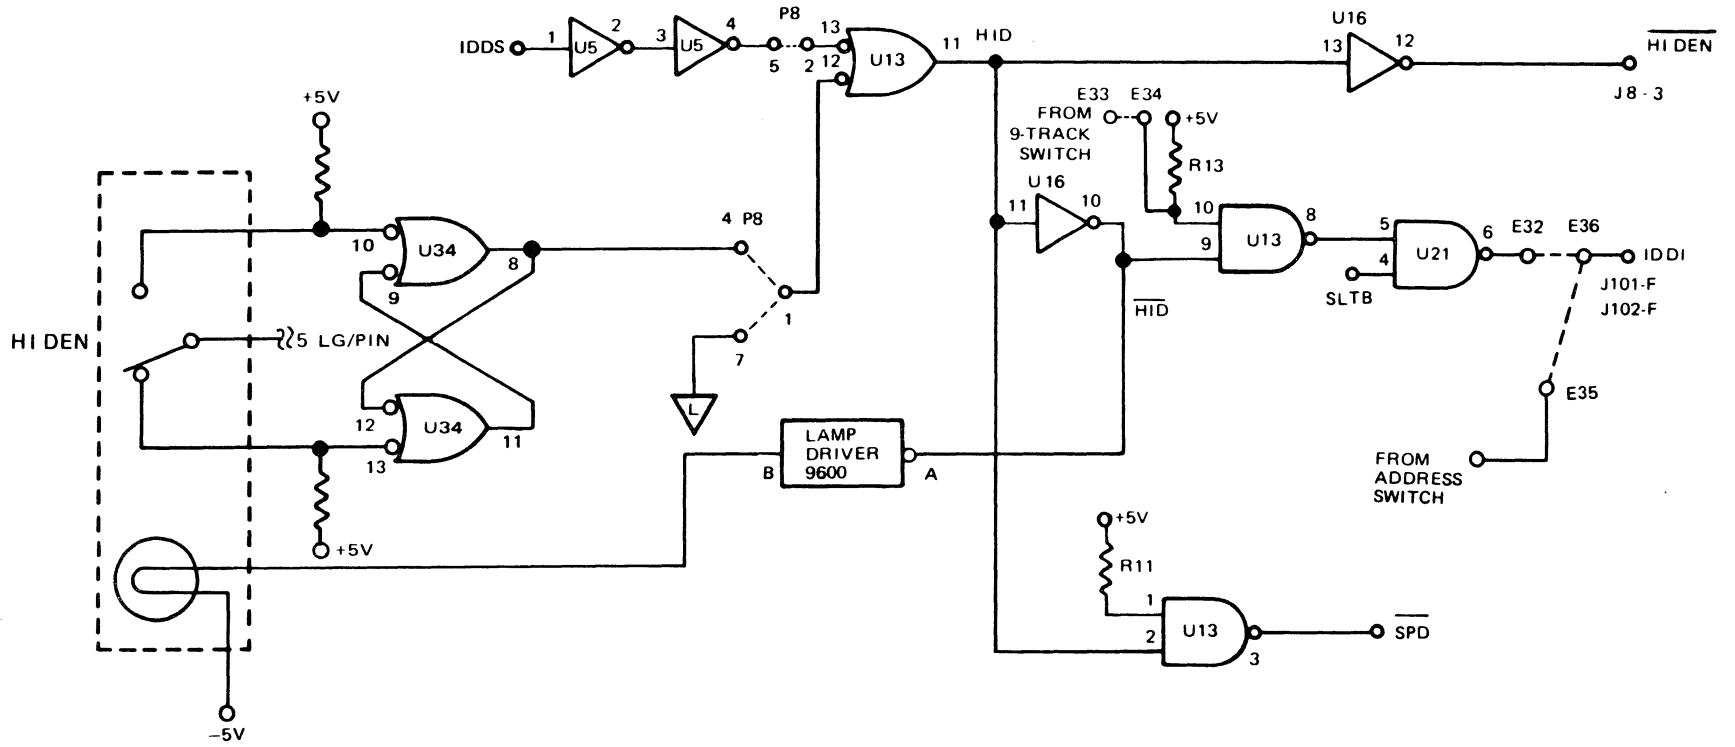 IDDS
1
U5
2
3
U5
4
P8
5
2
13
12
U13
11
HID
U16
13
12
HI DEN
J8 - 3
+5V
E33
E34
FROM
9-TRACK
SWITCH
+5V
R13
U16
11
10
10
9
U13
8
5
4
U21
6
SLTB
E32
E36
IDDI
J101-F
J102-F
HID
E35
FROM
ADDRESS
SWITCH
HI DEN
5 LG/PIN
10
9
U34
8
12
13
U34
11
+5V
4 P8
1
7
L
LAMP
DRIVER
9600
B
A
-5V
+5V
R11
1
2
U13
3
SPD